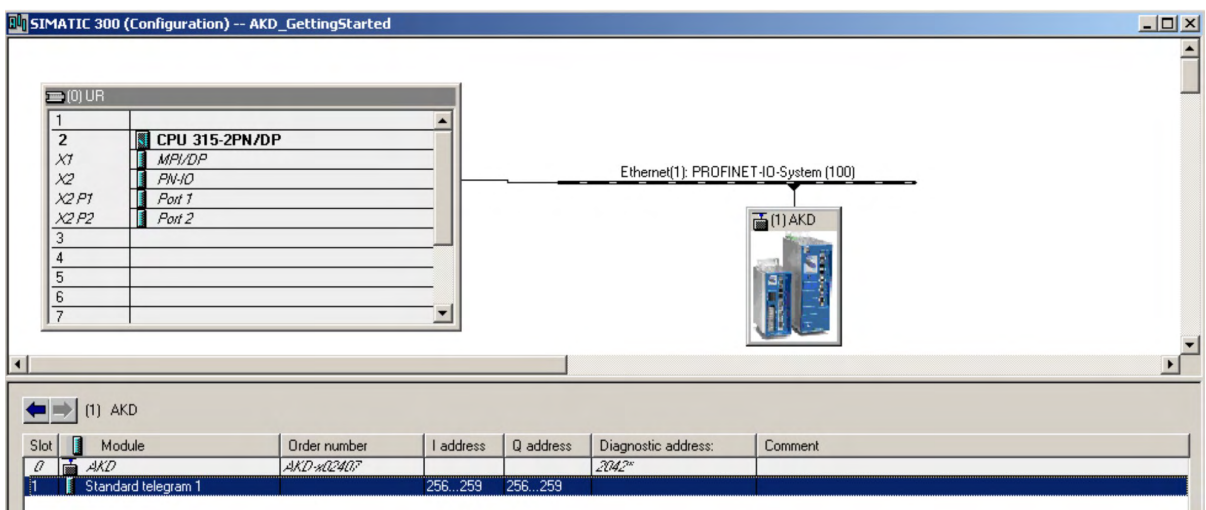 SIMATIC 300 (Configuration) -- AKD_GettingStarted
(0) UR
1
2 CPU 315-2PN/DP
X1 MPI/DP
X2 PN-IO
X2 P1 Port 1
X2 P2 Port 2
3
4
5
6
7
Ethernet(1): PROFINET-IO-System (100)
(1) AKD
(1) AKD
Slot Module Order number I address Q address Diagnostic address: Comment
0 AKD AKD-x02407 2042*
1 Standard telegram 1 256...259 256...259